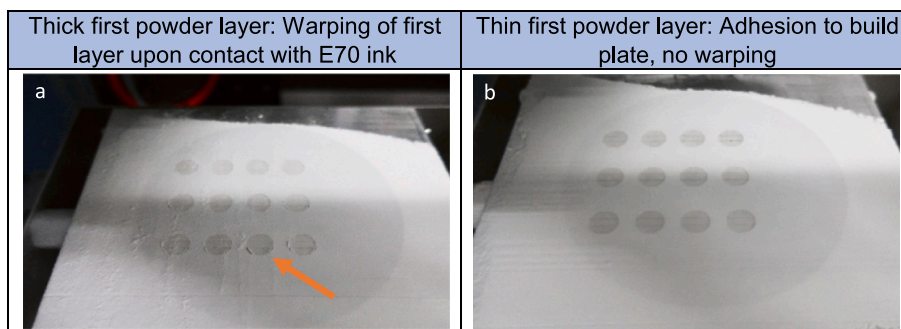 Thick first powder layer: Warping of first
layer upon contact with E70 ink
Thin first powder layer: Adhesion to build
plate, no warping
a
b